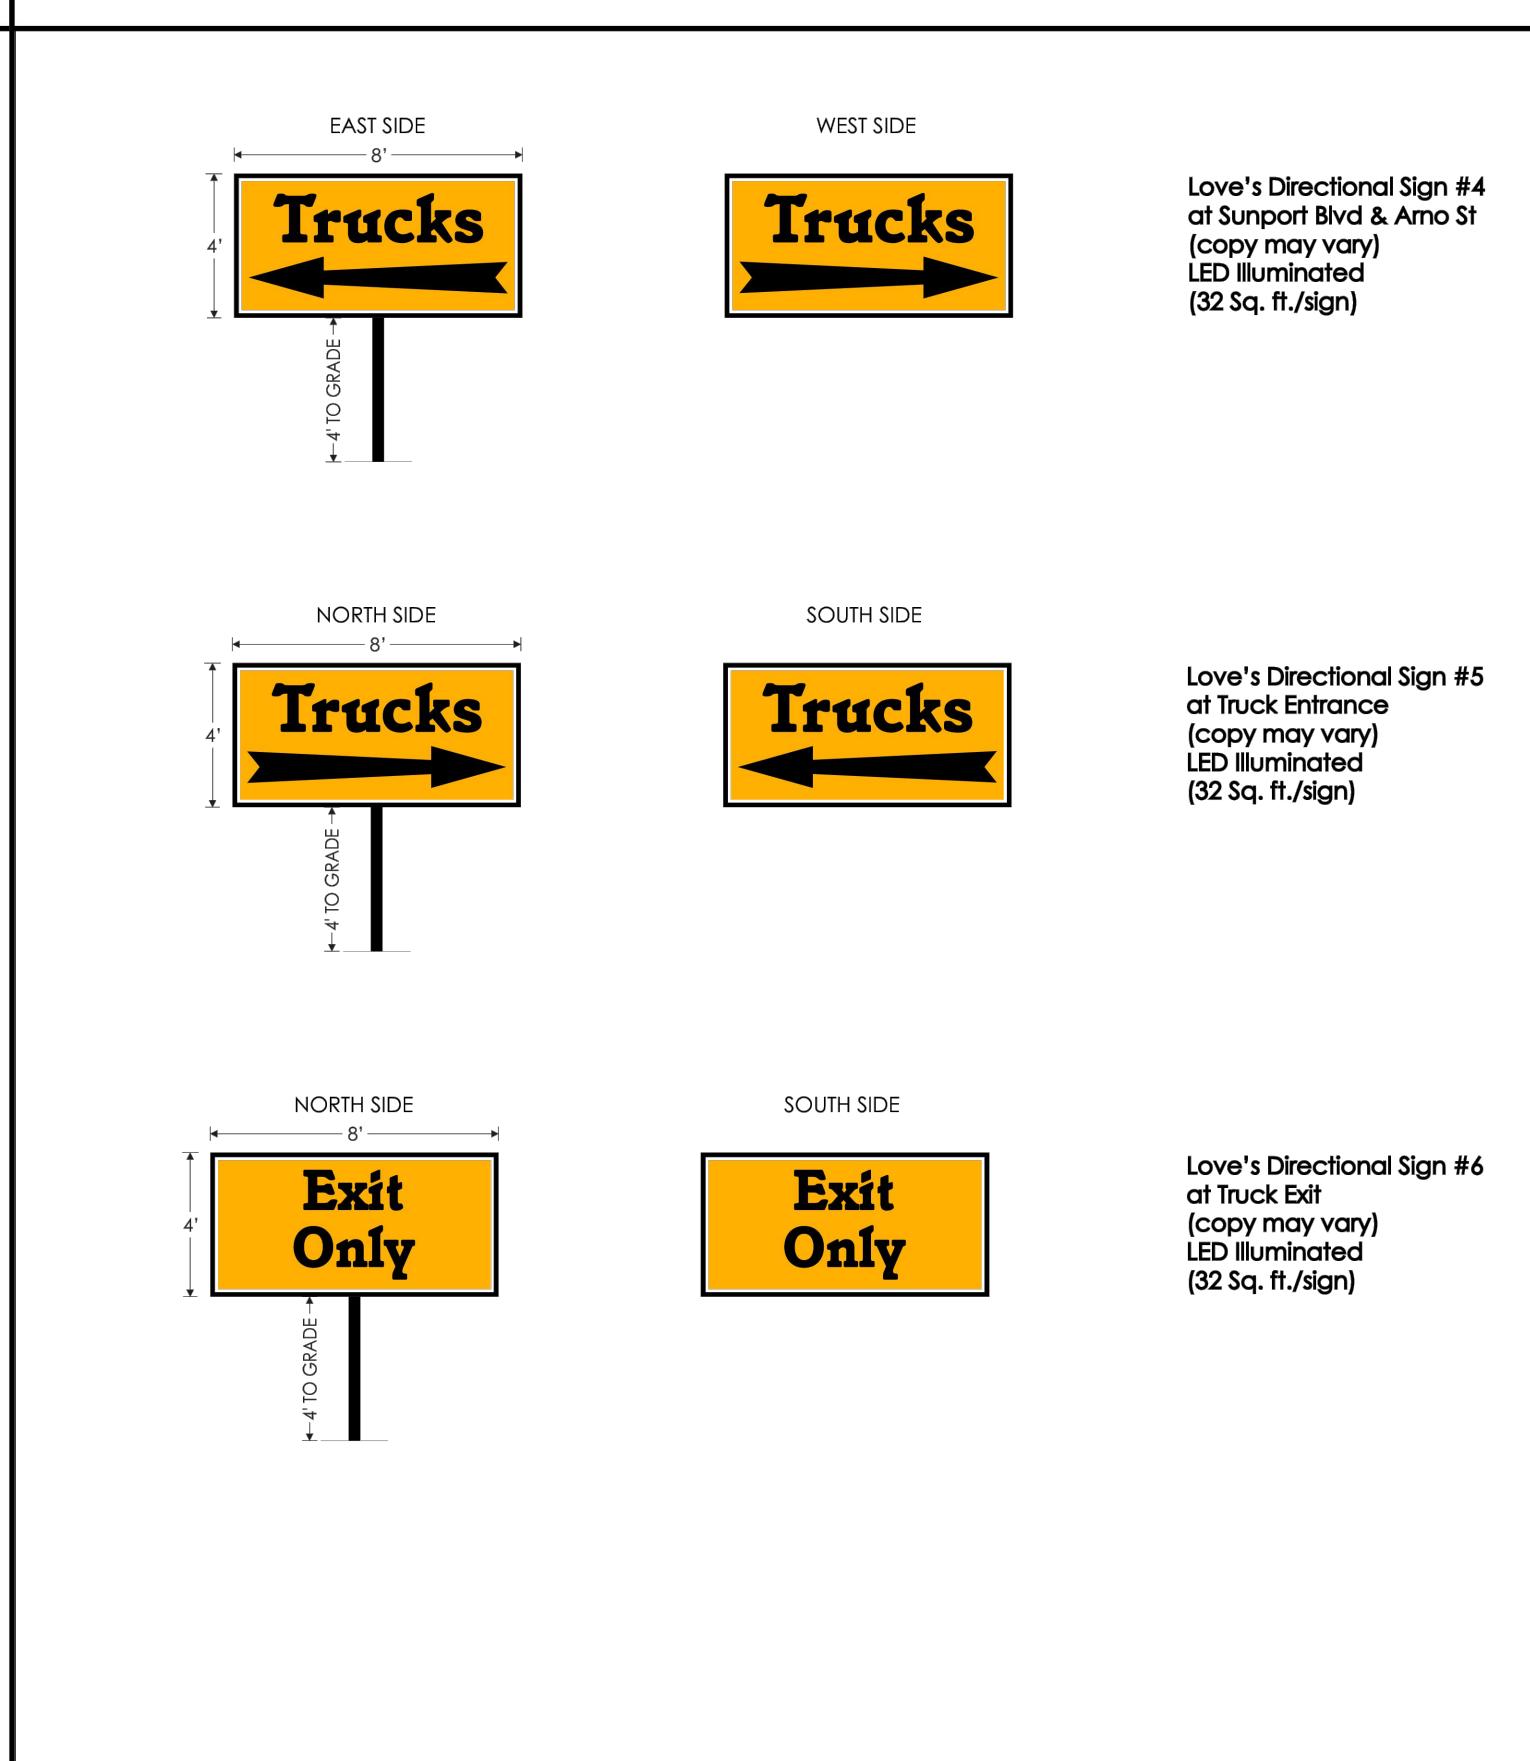 EAST SIDE
WEST SIDE
8'
8'
Trucks
Trucks
4'
4' TO GRADE
Love's Directional Sign #4
at Sunport Blvd & Arno St
(copy may vary)
LED Illuminated
(32 Sq. ft./sign)
NORTH SIDE
SOUTH SIDE
8'
Trucks
Trucks
4'
4' TO GRADE
Love's Directional Sign #5
at Truck Entrance
(copy may vary)
LED Illuminated
(32 Sq. ft./sign)
NORTH SIDE
SOUTH SIDE
8'
Exit
Only
Exit
Only
4'
4' TO GRADE
Love's Directional Sign #6
at Truck Exit
(copy may vary)
LED Illuminated
(32 Sq. ft./sign)